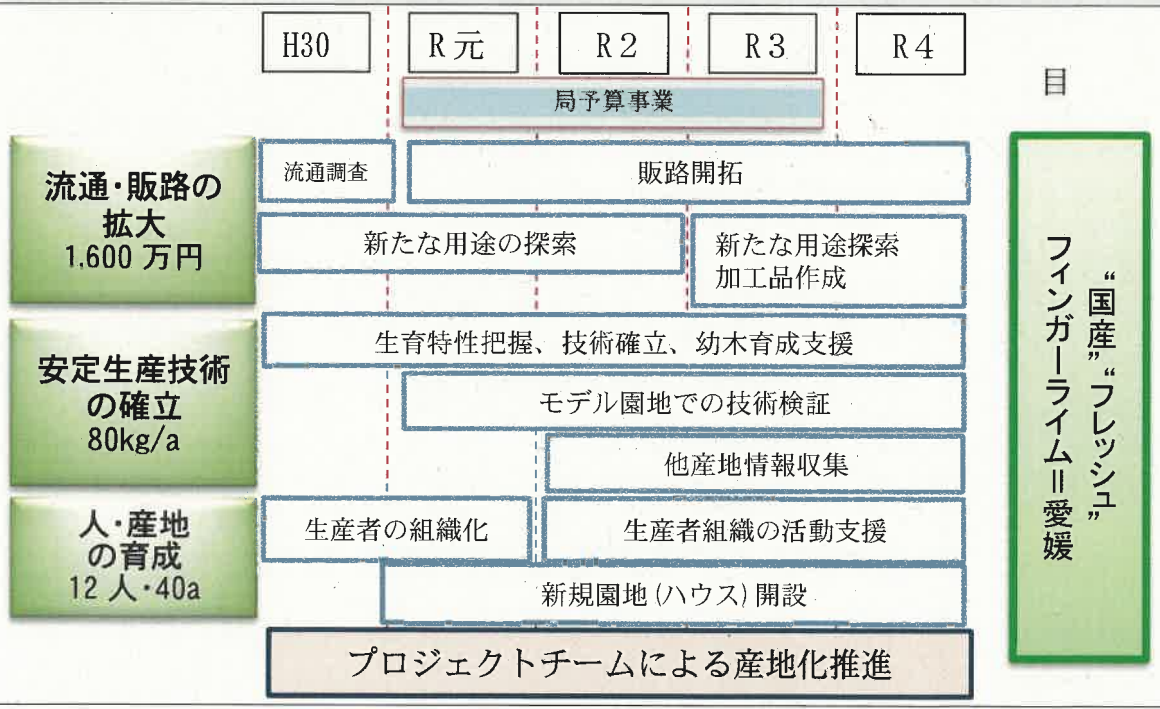 H30
R元
R2
R3
R4
目
局予算事業
流通・販路の
拡大
1,600 万円
流通調査
販路開拓
新たな用途の探索
新たな用途探索
加工品作成
安定生産技術
の確立
80kg/a
生育特性把握、技術確立、幼木育成支援
モデル園地での技術検証
他産地情報収集
人・産地
の育成
12 人・40a
生産者の組織化
生産者組織の活動支援
新規園地(ハウス)開設
プロジェクトチームによる産地化推進
“国産”“フレッシュ”
フィンガーライム＝愛媛